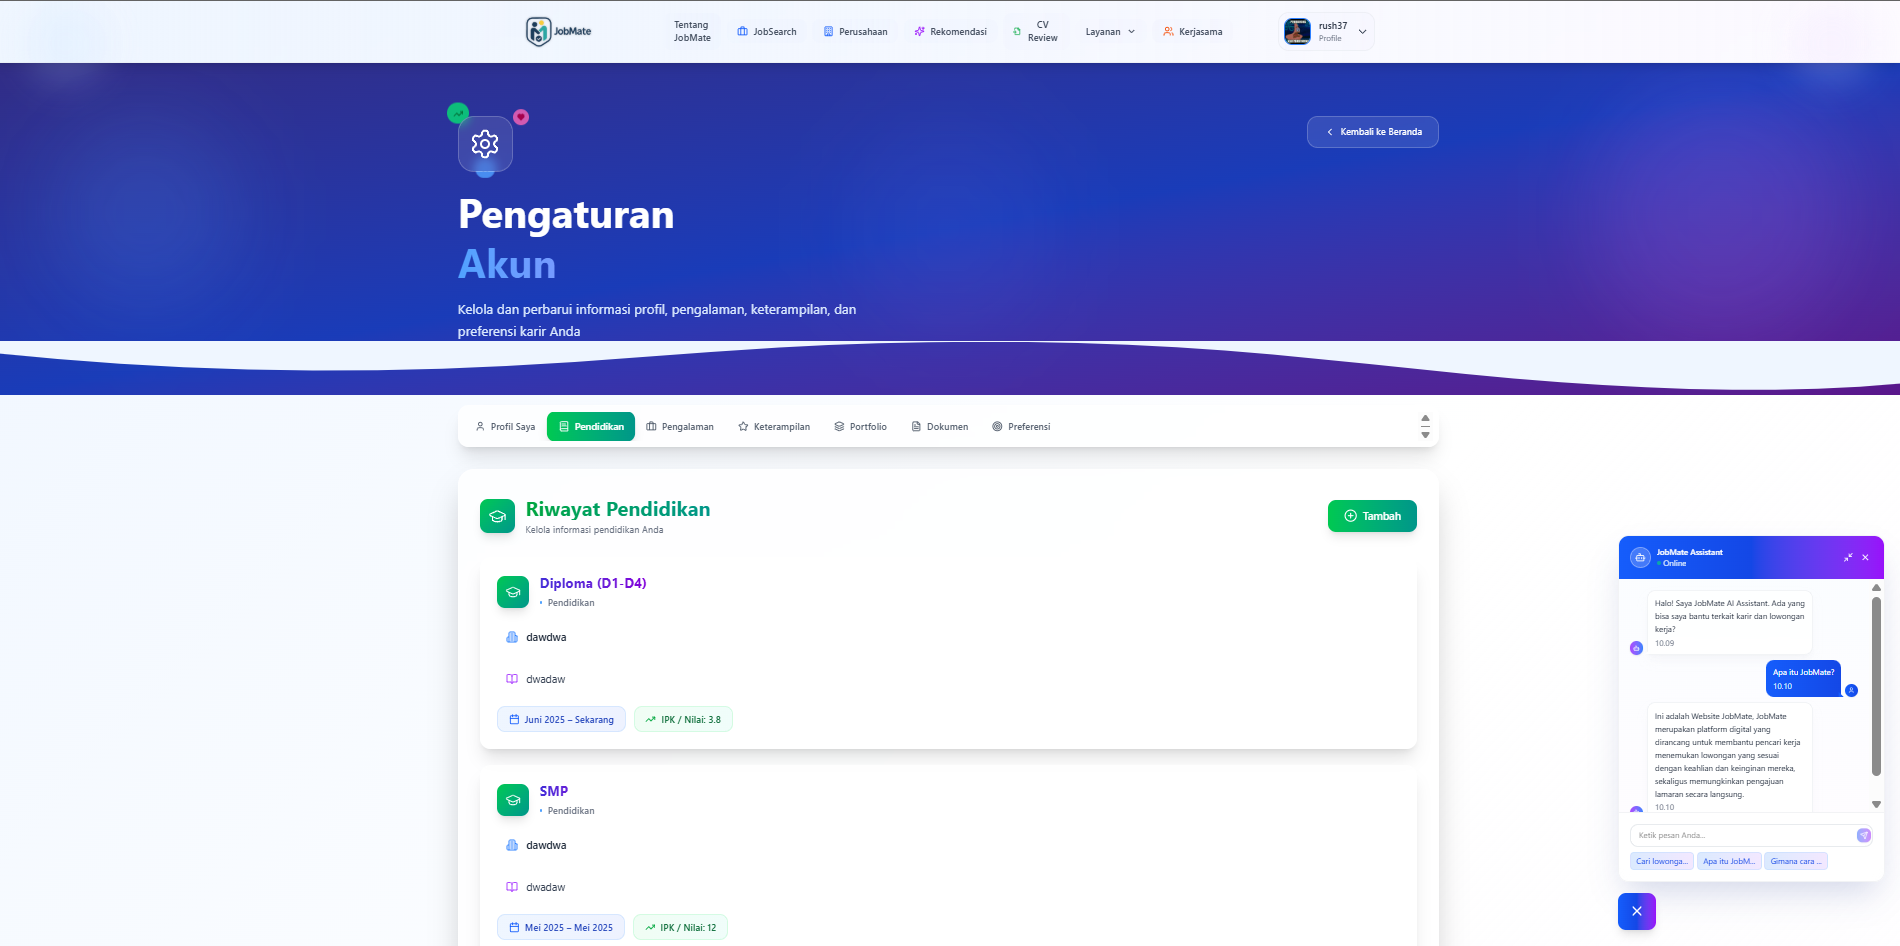 JobMate
Tentang
JobMate
JobSearch
Perusahaan
Rekomendasi
CV
Review
Layanan
Kerjasama
rush37
Profile
Kembali ke Beranda
Pengaturan
Akun
Kelola dan perbarui informasi profil, pengalaman, keterampilan, dan
preferensi karir Anda
Profil Saya
Pendidikan
Pengalaman
Keterampilan
Portfolio
Dokumen
Preferensi
Riwayat Pendidikan
Kelola informasi pendidikan Anda
Tambah
Diploma (D1-D4)
• Pendidikan
dawdwa
dwadaw
Juni 2025 – Sekarang
IPK / Nilai: 3.8
SMP
• Pendidikan
dawdwa
dwadaw
Mei 2025 – Mei 2025
IPK / Nilai: 12
JobMate Assistant
Online
Halo! Saya JobMate AI Assistant. Ada yang
bisa saya bantu terkait karir dan lowongan
kerja?
10.09
Apa itu JobMate?
10.10
Ini adalah Website JobMate, JobMate
merupakan platform digital yang
dirancang untuk membantu pencari kerja
menemukan lowongan yang sesuai
dengan keahlian dan keinginan mereka,
sekaligus memungkinkan pengajuan
lamaran secara langsung.
10.10
Ketik pesan Anda...
Cari lowonga...
Apa itu JobM...
Gimana cara ...